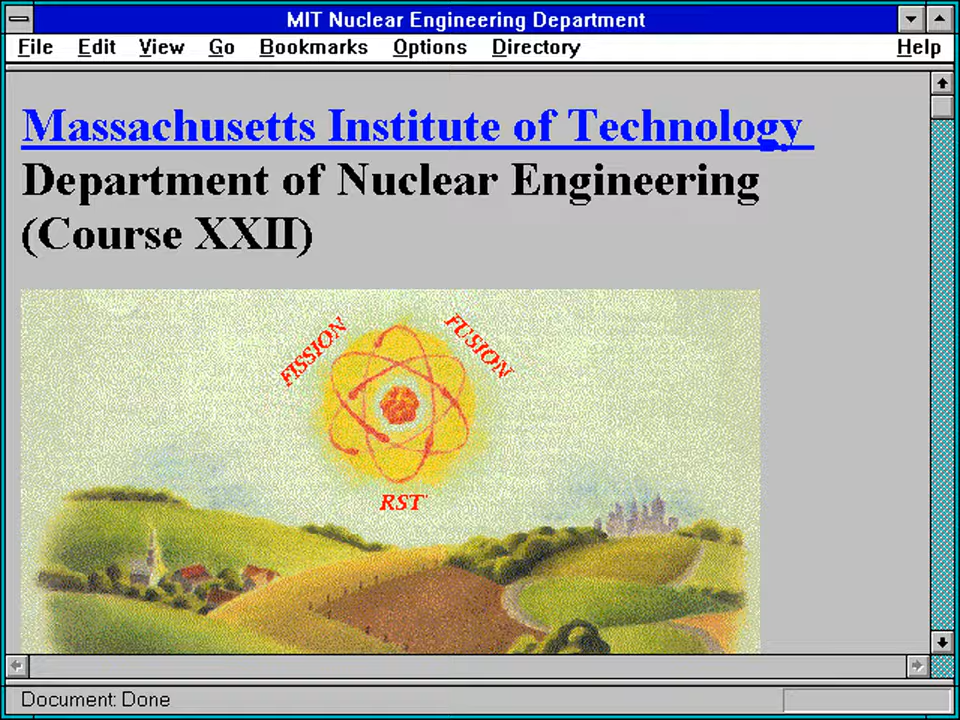 MIT Nuclear Engineering Department
File Edit View Go Bookmarks Options Directory Help
Massachusetts Institute of Technology
Department of Nuclear Engineering
(Course XXII)
FISSION FUSION
RST
Document: Done